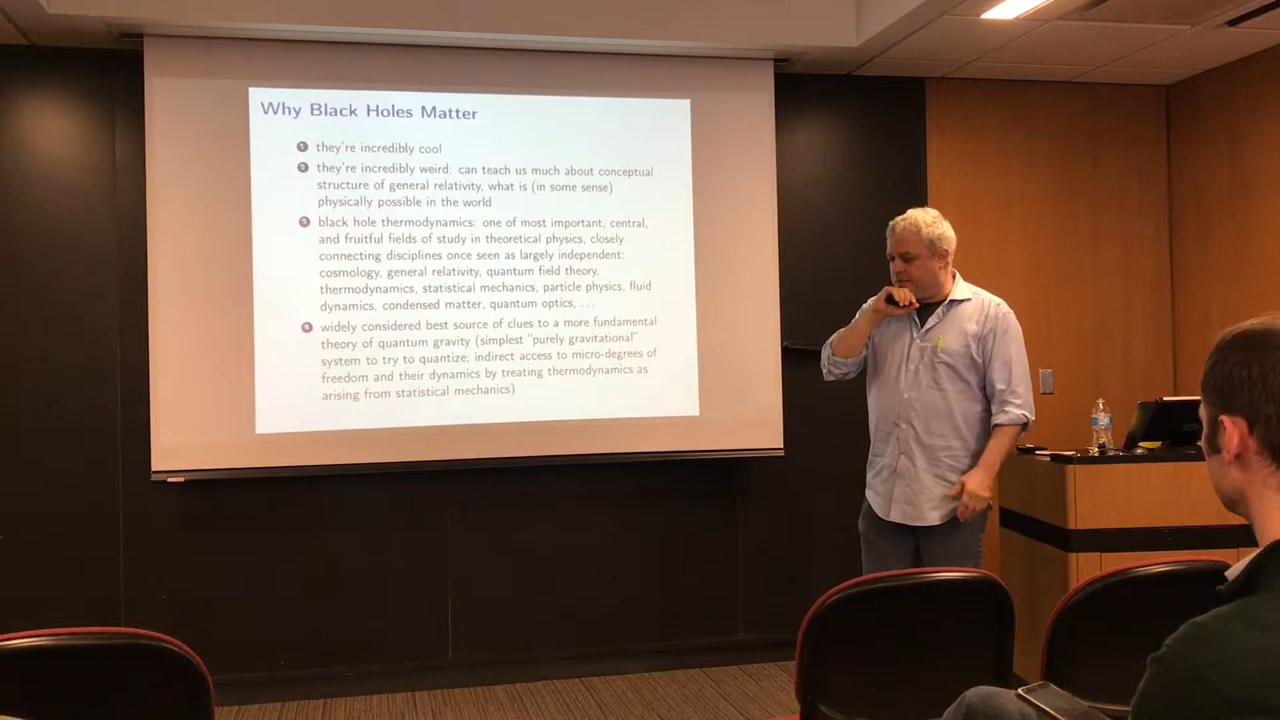 Why Black Holes Matter
1 they're incredibly cool
2 they're incredibly weird: can teach us much about conceptual
structure of general relativity, what is (in some sense)
physically possible in the world
3 black hole thermodynamics: one of most important, central,
and fruitful fields of study in theoretical physics, closely
connecting disciplines once seen as largely independent:
cosmology, general relativity, quantum field theory,
thermodynamics, statistical mechanics, particle physics, fluid
dynamics, condensed matter, quantum optics, ...
4 widely considered best source of clues to a more fundamental
theory of quantum gravity (simplest "purely gravitational"
system to try to quantize; indirect access to micro-degrees of
freedom and their dynamics by treating thermodynamics as
arising from statistical mechanics)